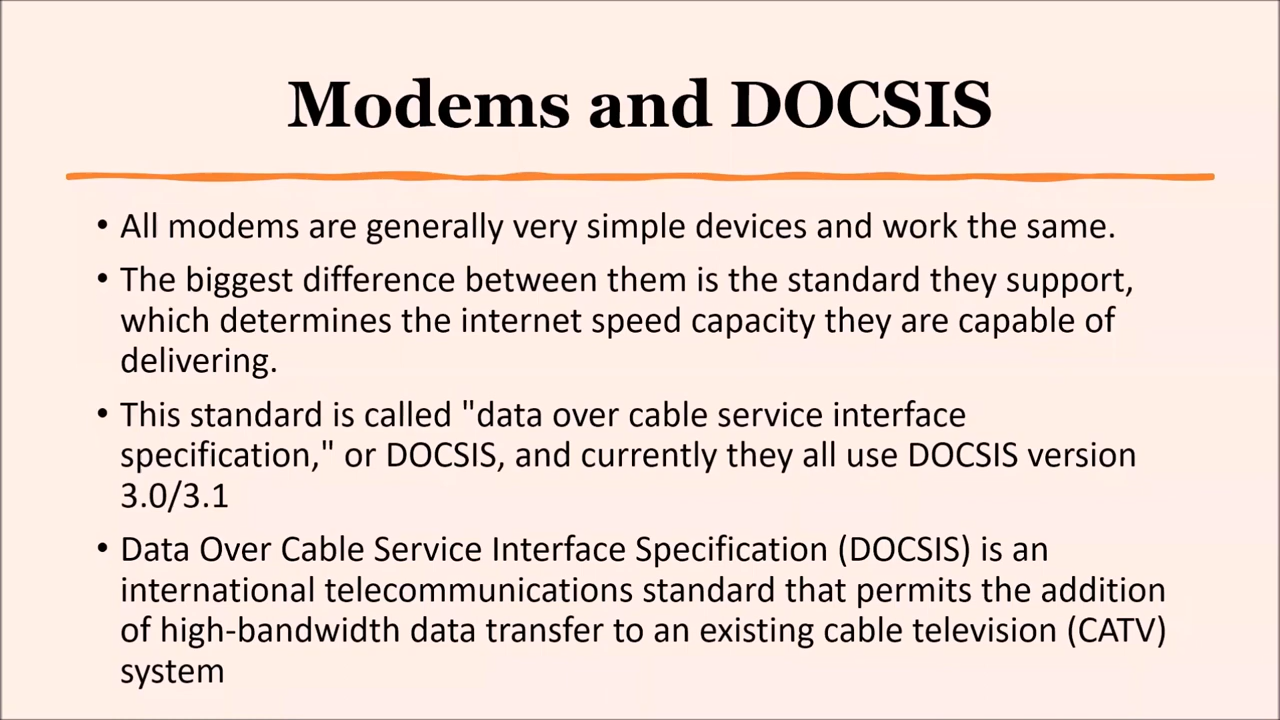 Modems and DOCSIS
• All modems are generally very simple devices and work the same.
• The biggest difference between them is the standard they support,
which determines the internet speed capacity they are capable of
delivering.
• This standard is called "data over cable service interface
specification," or DOCSIS, and currently they all use DOCSIS version
3.0/3.1
• Data Over Cable Service Interface Specification (DOCSIS) is an
international telecommunications standard that permits the addition
of high-bandwidth data transfer to an existing cable television (CATV)
system